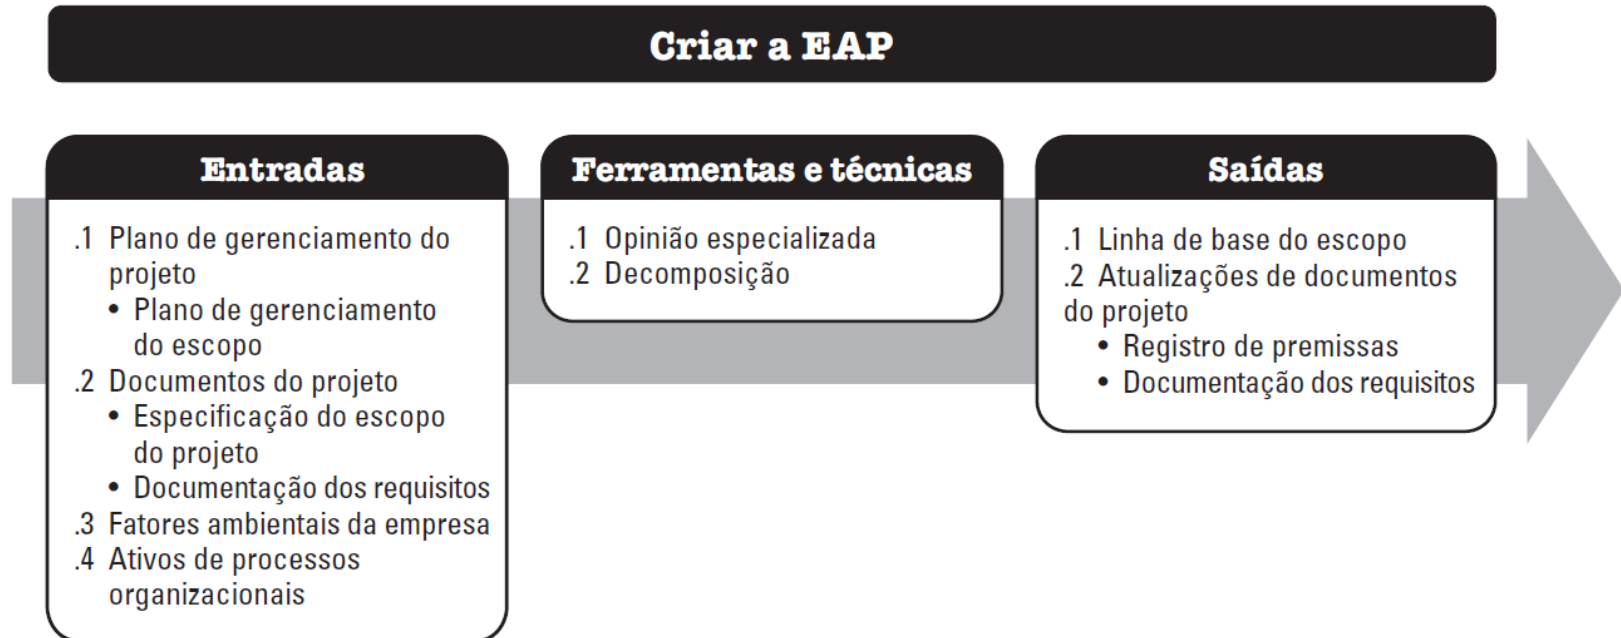 Criar a EAP
Entradas
.1 Plano de gerenciamento do
projeto
• Plano de gerenciamento
do escopo
.2 Documentos do projeto
• Especificação do escopo
do projeto
• Documentação dos requisitos
.3 Fatores ambientais da empresa
.4 Ativos de processos
organizacionais
Ferramentas e técnicas
.1 Opinião especializada
.2 Decomposição
Saídas
.1 Linha de base do escopo
.2 Atualizações de documentos
do projeto
• Registro de premissas
• Documentação dos requisitos